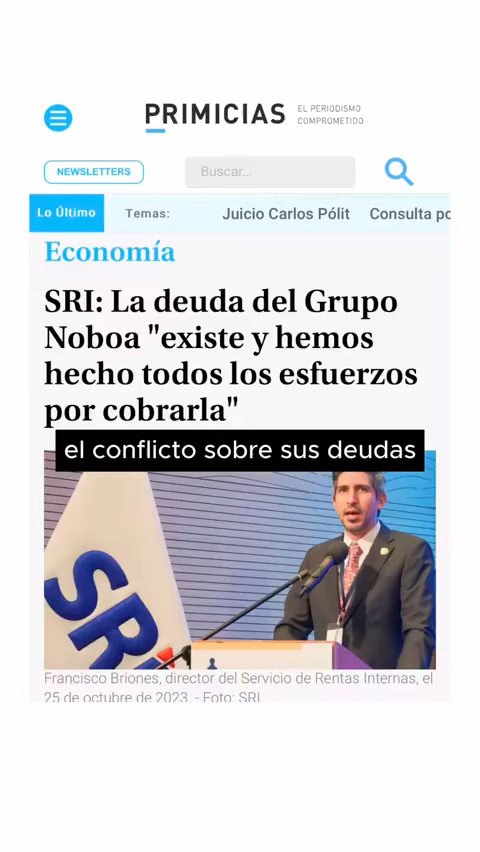 PRIMICIAS
EL PERIODISMO
COMPROMETIDO
NEWSLETTERS
Buscar...
Lo Último
Temas:
Juicio Carlos Pólit
Consulta po
Economía
SRI: La deuda del Grupo
Noboa "existe y hemos
hecho todos los esfuerzos
por cobrarla"
el conflicto sobre sus deudas
SRI
Francisco Briones, director del Servicio de Rentas Internas, el
25 de octubre de 2023. - Foto: SRI